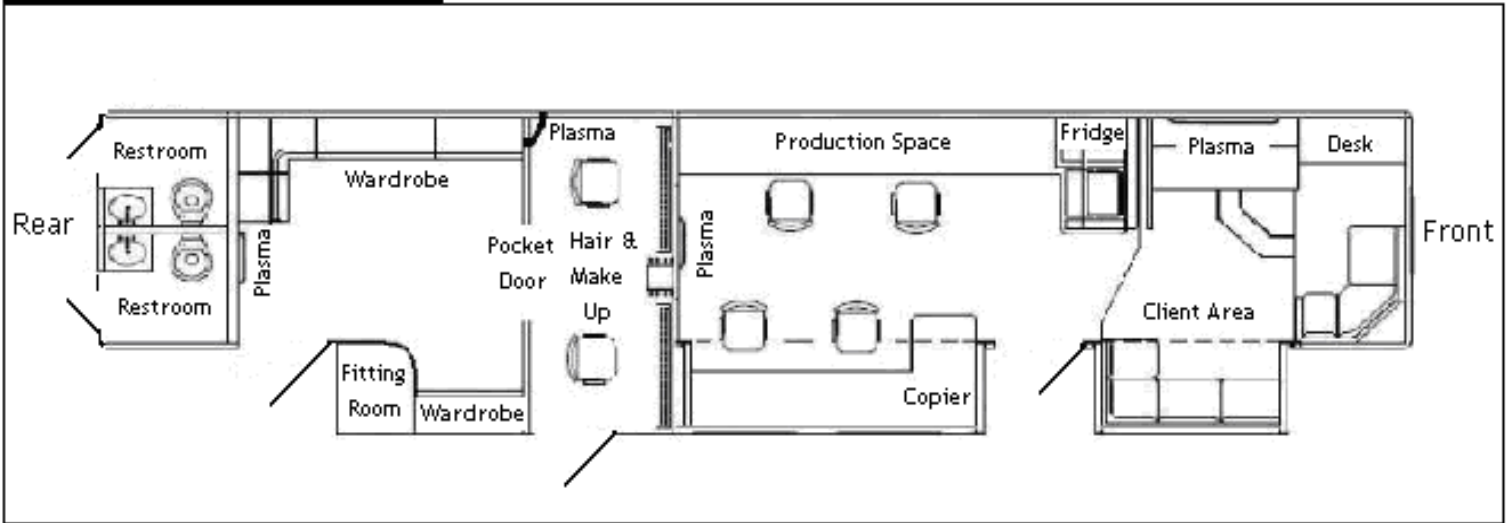 Rear
Restroom
Restroom
Plasma
Wardrobe
Fitting
Room
Wardrobe
Pocket
Door
Plasma
Hair &
Make
Up
Plasma
Production Space
Copier
Fridge
Plasma
Client Area
Desk
Front